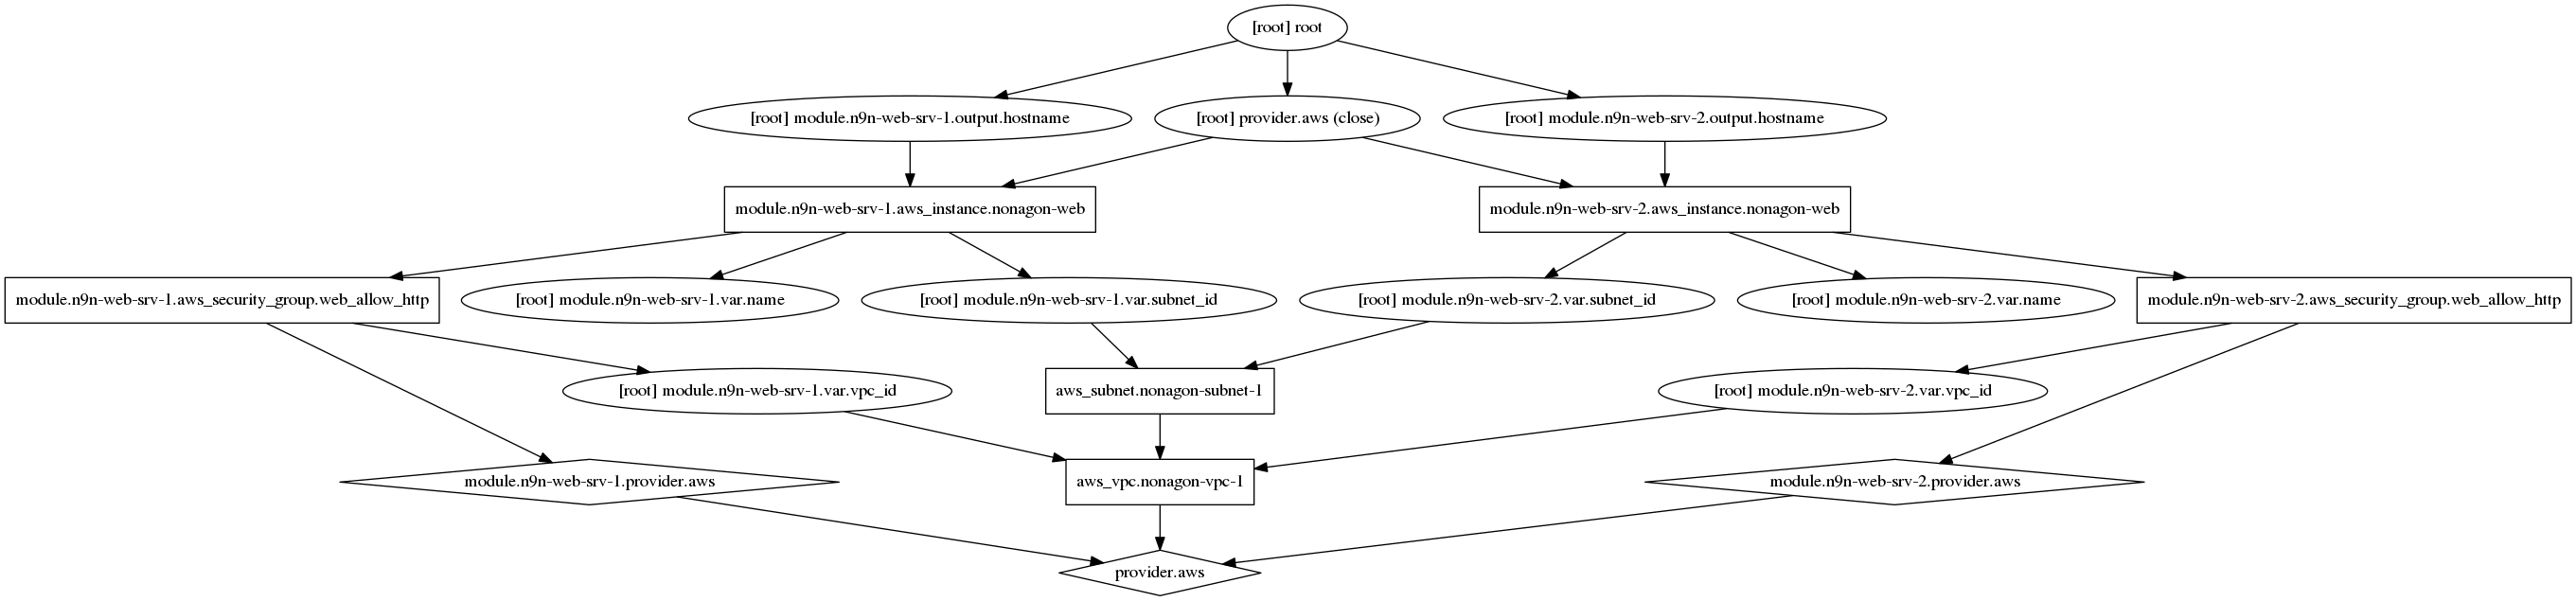 [root] root
[root] module.n9n-web-srv-1.output.hostname
[root] provider.aws (close)
[root] module.n9n-web-srv-2.output.hostname
module.n9n-web-srv-1.aws_instance.nonagon-web
module.n9n-web-srv-2.aws_instance.nonagon-web
module.n9n-web-srv-1.aws_security_group.web_allow_http
[root] module.n9n-web-srv-1.var.name
[root] module.n9n-web-srv-1.var.subnet_id
[root] module.n9n-web-srv-2.var.subnet_id
[root] module.n9n-web-srv-2.var.name
module.n9n-web-srv-2.aws_security_group.web_allow_http
[root] module.n9n-web-srv-1.var.vpc_id
aws_subnet.nonagon-subnet-1
[root] module.n9n-web-srv-2.var.vpc_id
module.n9n-web-srv-1.provider.aws
aws_vpc.nonagon-vpc-1
module.n9n-web-srv-2.provider.aws
provider.aws